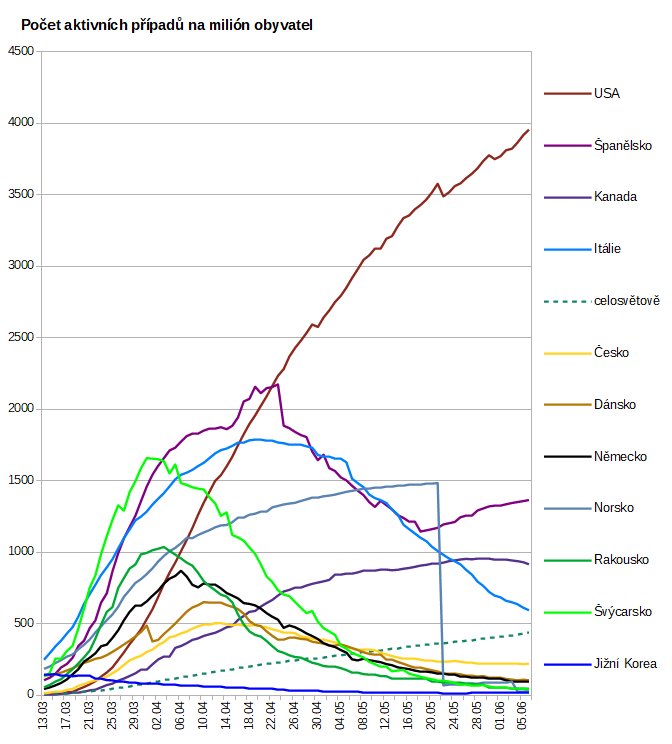 Počet aktivních případů na milión obyvatel
4500
4000
3500
3000
2500
2000
1500
1000
500
0
13.03
17.03
21.03
25.03
29.03
02.04
06.04
10.04
14.04
18.04
22.04
26.04
30.04
04.05
08.05
12.05
16.05
20.05
24.05
28.05
01.06
05.06
USA
Španělsko
Kanada
Itálie
celosvětově
Česko
Dánsko
Německo
Norsko
Rakousko
Švýcarsko
Jižní Korea